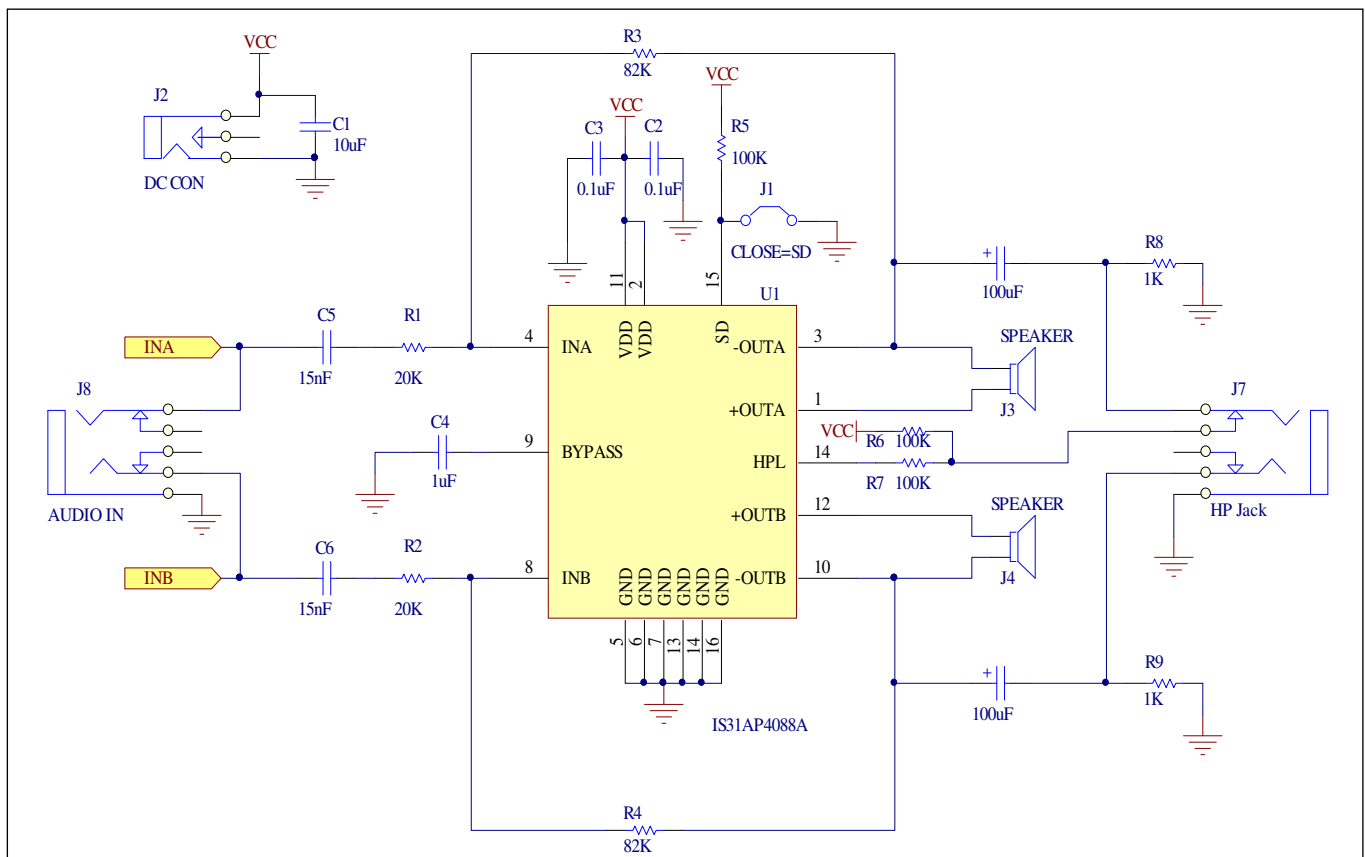 R3
82K
VCC
J2
C1
10uF
DC CON
VCC
C3
C2
0.1uF
0.1uF
VCC
R5
100K
J1
CLOSE=SD
11
2
15
U1
+
100uF
R8
1K
INA
C5
15nF
R1
20K
4
INA
VDD
VDD
SD
-OUTA
3
SPEAKER
J3
J8
AUDIO IN
+OUTA
1
C4
1uF
9
BYPASS
VCC
R6
100K
HPL
14
R7
100K
J7
HP Jack
+OUTB
12
SPEAKER
J4
INB
C6
15nF
R2
20K
8
INB
GND
GND
GND
GND
GND
GND
-OUTB
10
5
6
7
13
14
16
IS31AP4088A
+
100uF
R9
1K
R4
82K